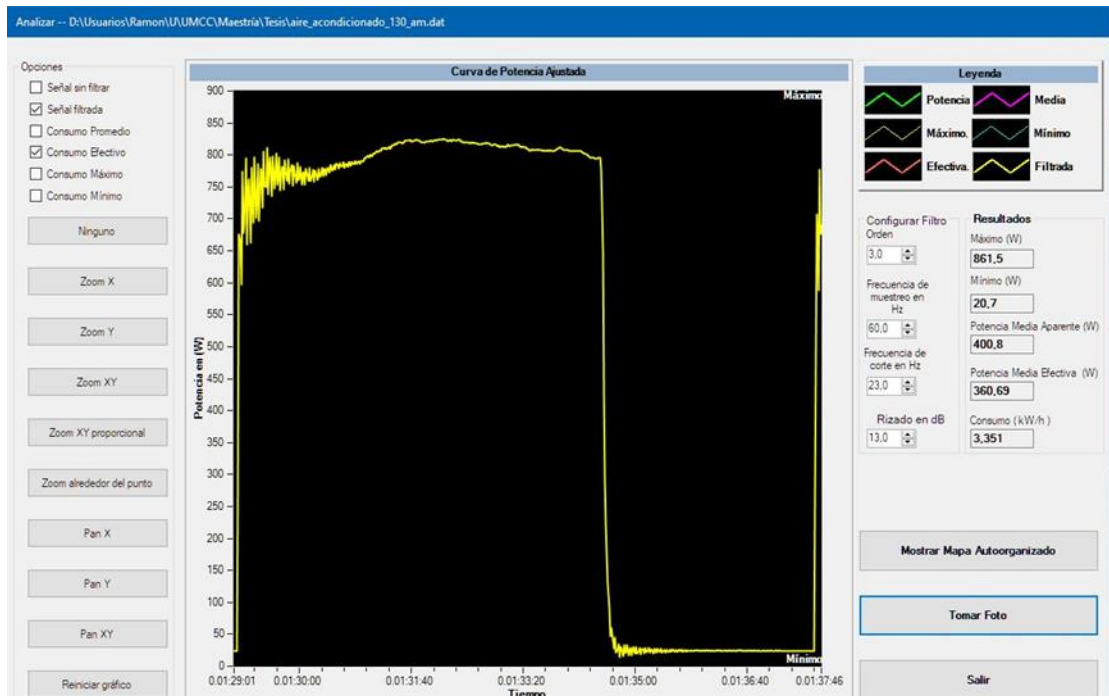 Analizar -- D:\Usuarios\Ramon\U\UMCC\Maestría\Tesis\aire_acondicionado_130_am.dat
Opciones
Señal sin filtrar
Señal filtrada
Consumo Promedio
Consumo Efectivo
Consumo Máximo
Consumo Mínimo
Ninguno
Zoom X
Zoom Y
Zoom XY
Zoom XY proporcional
Zoom alrededor del punto
Pan X
Pan Y
Pan XY
Reiniciar gráfico
Curva de Potencia Ajustada
Máximo
Potencia en (W)
900
850
800
750
700
650
600
550
500
450
400
350
300
250
200
150
100
50
0
Mínimo
0.01:29:01 0.01:30:00 0.01:31:40 0.01:33:20 0.01:35:00 0.01:36:40 0.01:37:46
Tiempo
Leyenda
Potencia Media
Máximo. Mínimo
Efectiva. Filtrada
Configurar Filtro
Orden
3,0
Frecuencia de
muestreo en
Hz
60,0
Frecuencia de
corte en Hz
23,0
Rizado en dB
13,0
Resultados
Máximo (W)
861,5
Mínimo (W)
20,7
Potencia Media Aparente (W)
400,8
Potencia Media Efectiva (W)
360,69
Consumo ( kW/h )
3,351
Mostrar Mapa Autoorganizado
Tomar Foto
Salir